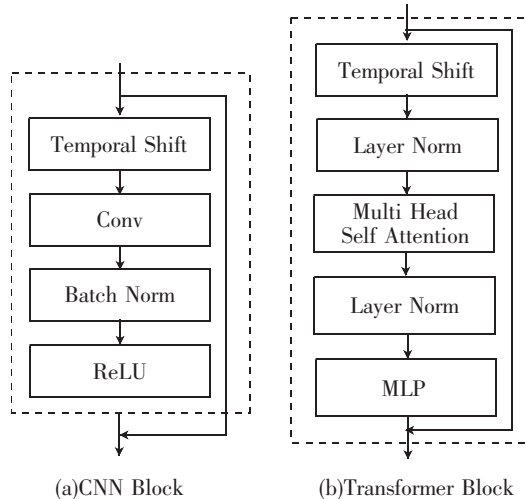 Temporal Shift
Conv
Batch Norm
ReLU
(a)CNN Block
Temporal Shift
Layer Norm
Multi Head
Self Attention
Layer Norm
MLP
(b)Transformer Block